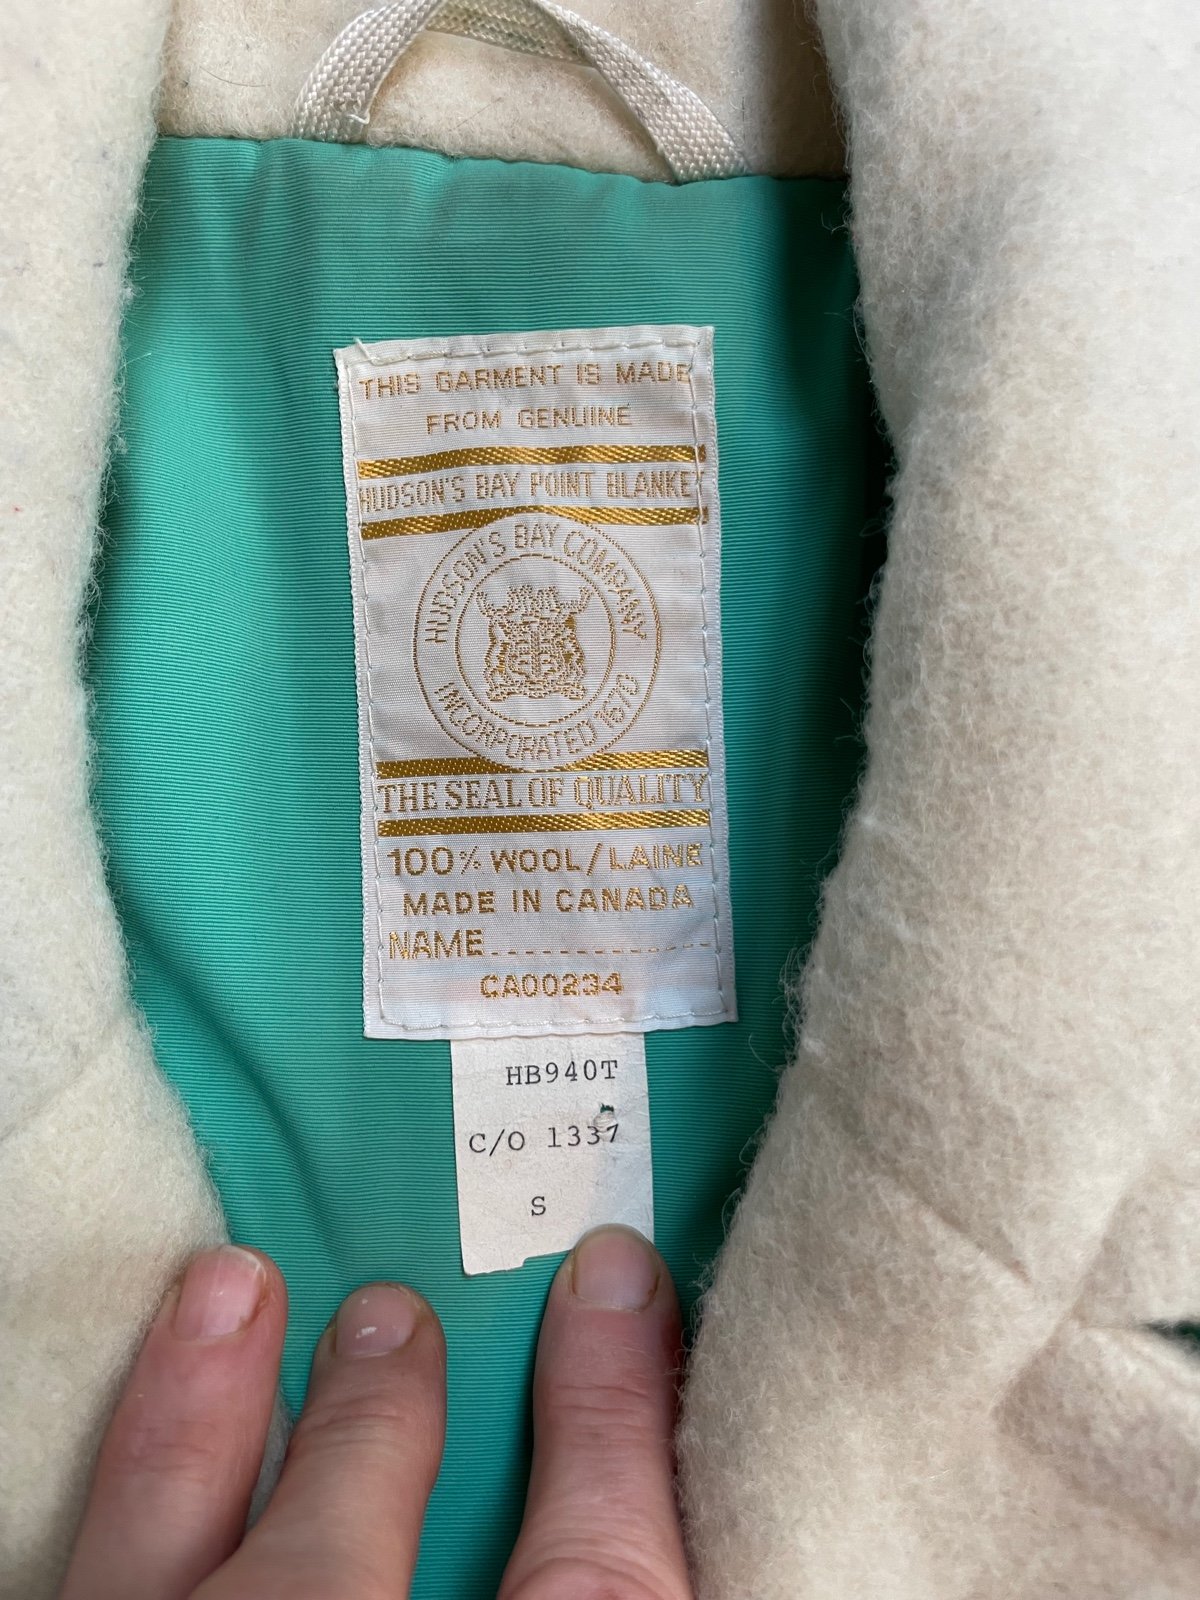 THIS GARMENT IS MADE
FROM GENUINE
HUDSON'S BAY POINT BLANKET
HUDSON'S BAY COMPANY
INCORPORATED 1670
THE SEAL OF QUALITY
100% WOOL/LAINE
MADE IN CANADA
NAME
CA00234
HB940T
C/O 1337
S